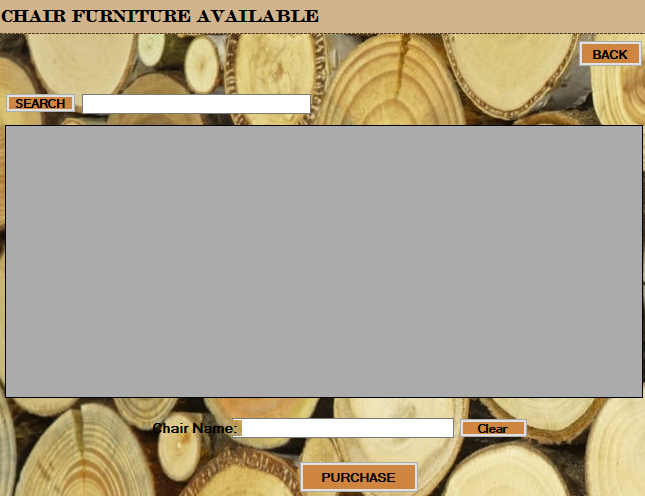 CHAIR FURNITURE AVAILABLE
BACK
SEARCH
Chair Name:
Clear
PURCHASE